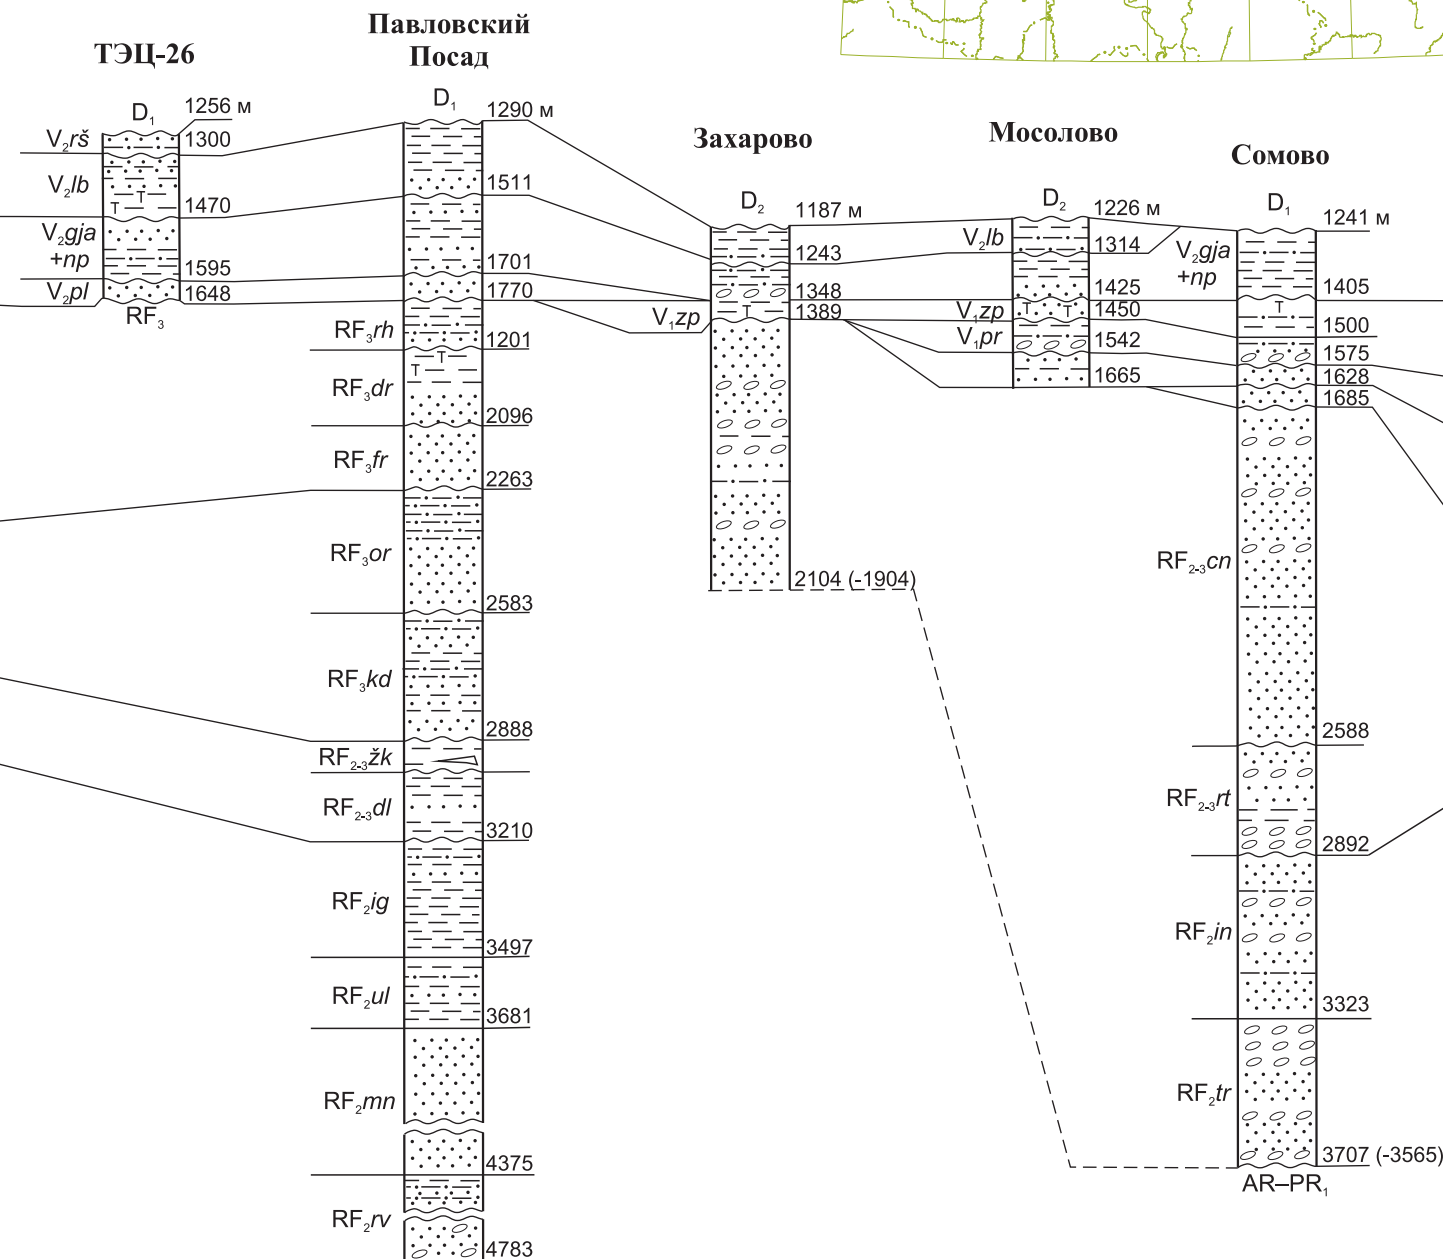 ТЭЦ-26
D₁
1256 м
V₂rš
1300
V₂lb
T
T
1470
V₂gja
+np
1595
V₂pl
1648
RF₃
Павловский
Посад
D₁
1290 м
1511
1701
1770
RF₃rh
1201
T
T
RF₃dr
2096
RF₃fr
2263
RF₃or
2583
RF₃kd
2888
RF₂₋₃žk
RF₂₋₃dl
3210
RF₂ig
3497
RF₂ul
3681
RF₂mn
4375
RF₂rv
4783
Захарово
D₂
1187 м
1243
1348
T
V₁zp
1389
2104 (-1904)
Мосолово
D₂
1226 м
V₂lb
1314
1425
V₁zp
T T
1450
V₁pr
1542
1665
Сомово
D₁
1241 м
V₂gja
+np
1405
T
1500
1575
1628
1685
RF₂₋₃cn
2588
RF₂₋₃rt
2892
RF₂in
3323
RF₂tr
3707 (-3565)
AR–PR₁